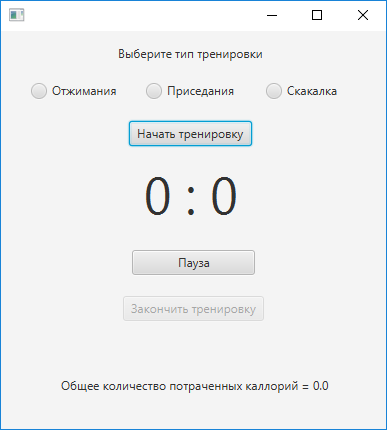 Выберите тип тренировки
Отжимания Приседания Скакалка
Начать тренировку
0 : 0
Пауза
Закончить тренировку
Общее количество потраченных каллорий = 0.0